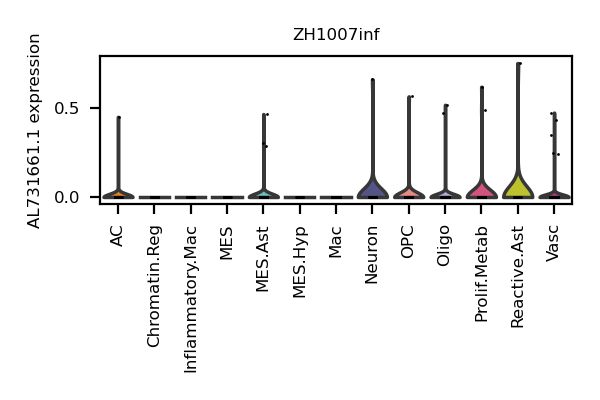 ZH1007inf
AL731661.1 expression
0.5
0.0
AC
Chromatin.Reg
Inflammatory.Mac
MES
MES.Ast
MES.Hyp
Mac
Neuron
OPC
Oligo
Prolif.Metab
Reactive.Ast
Vasc